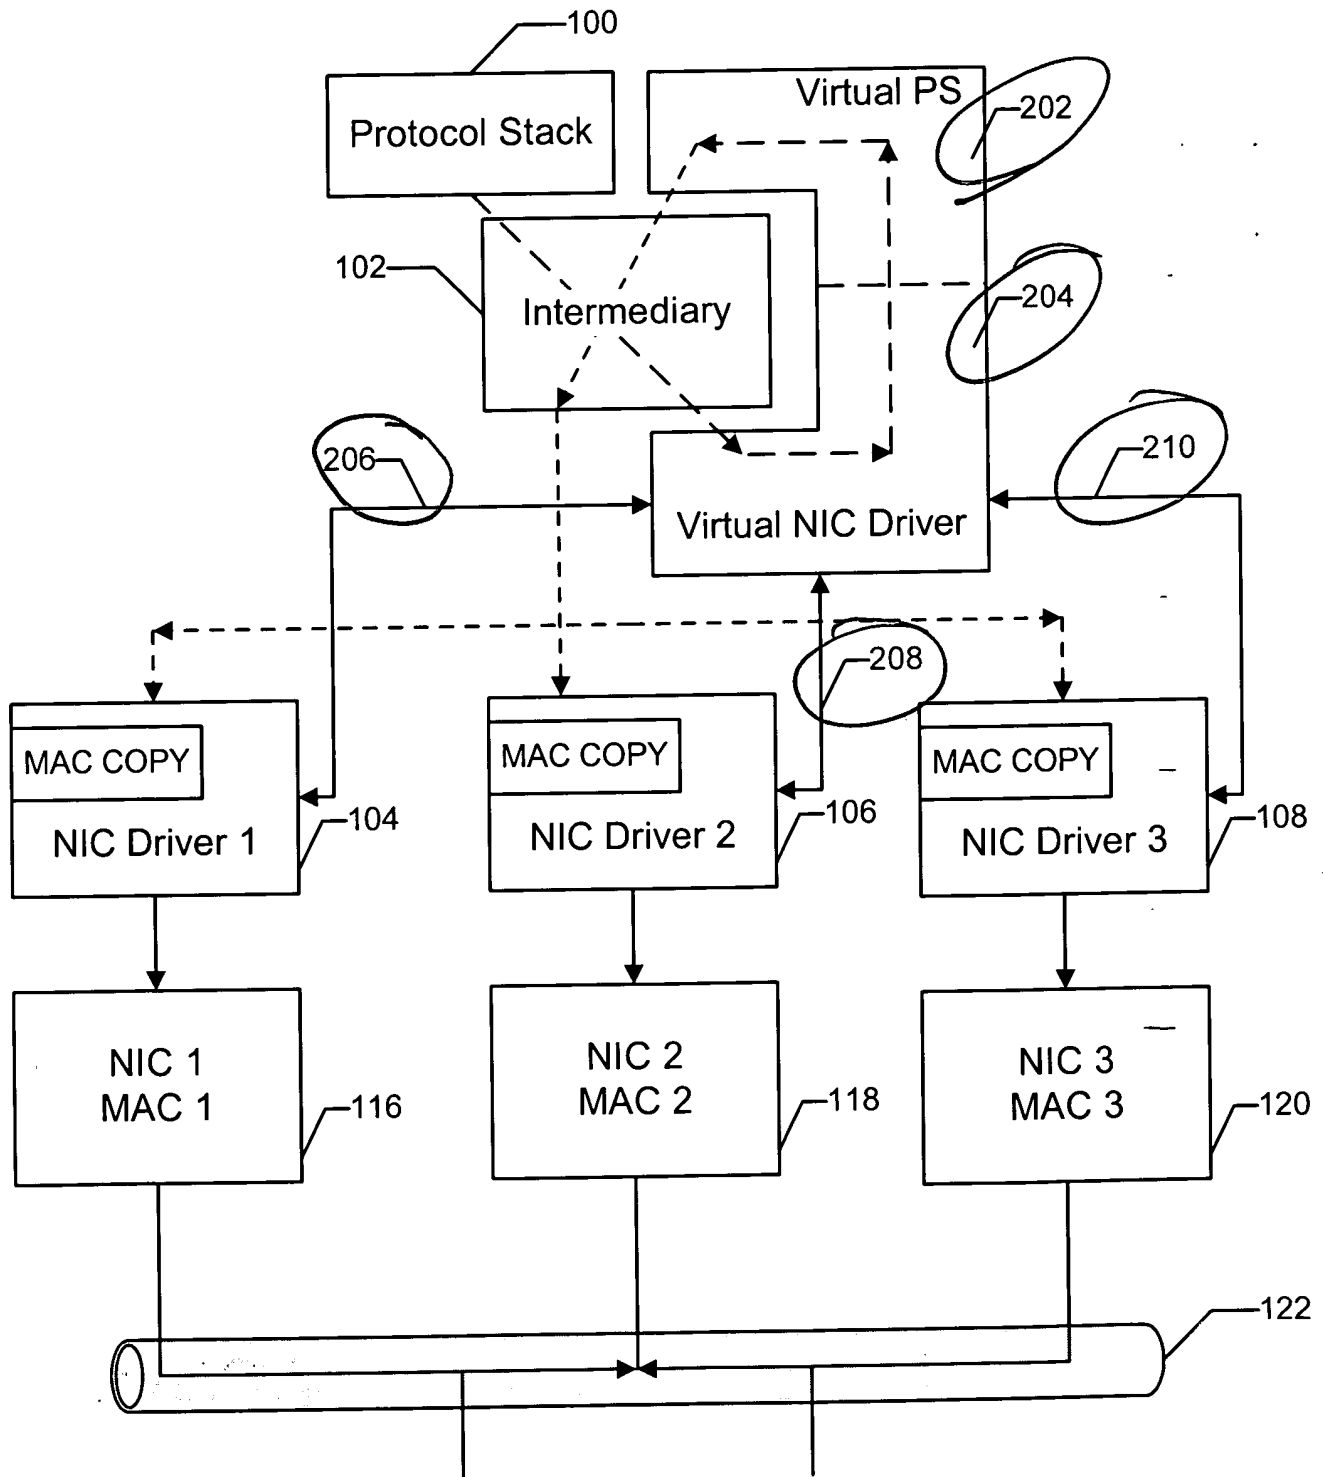 100
Protocol Stack
Virtual PS
202
102
Intermediary
204
206
210
Virtual NIC Driver
208
MAC COPY
NIC Driver 1
104
MAC COPY
NIC Driver 2
106
MAC COPY
NIC Driver 3
108
NIC 1
MAC 1
116
NIC 2
MAC 2
118
NIC 3
MAC 3
120
122